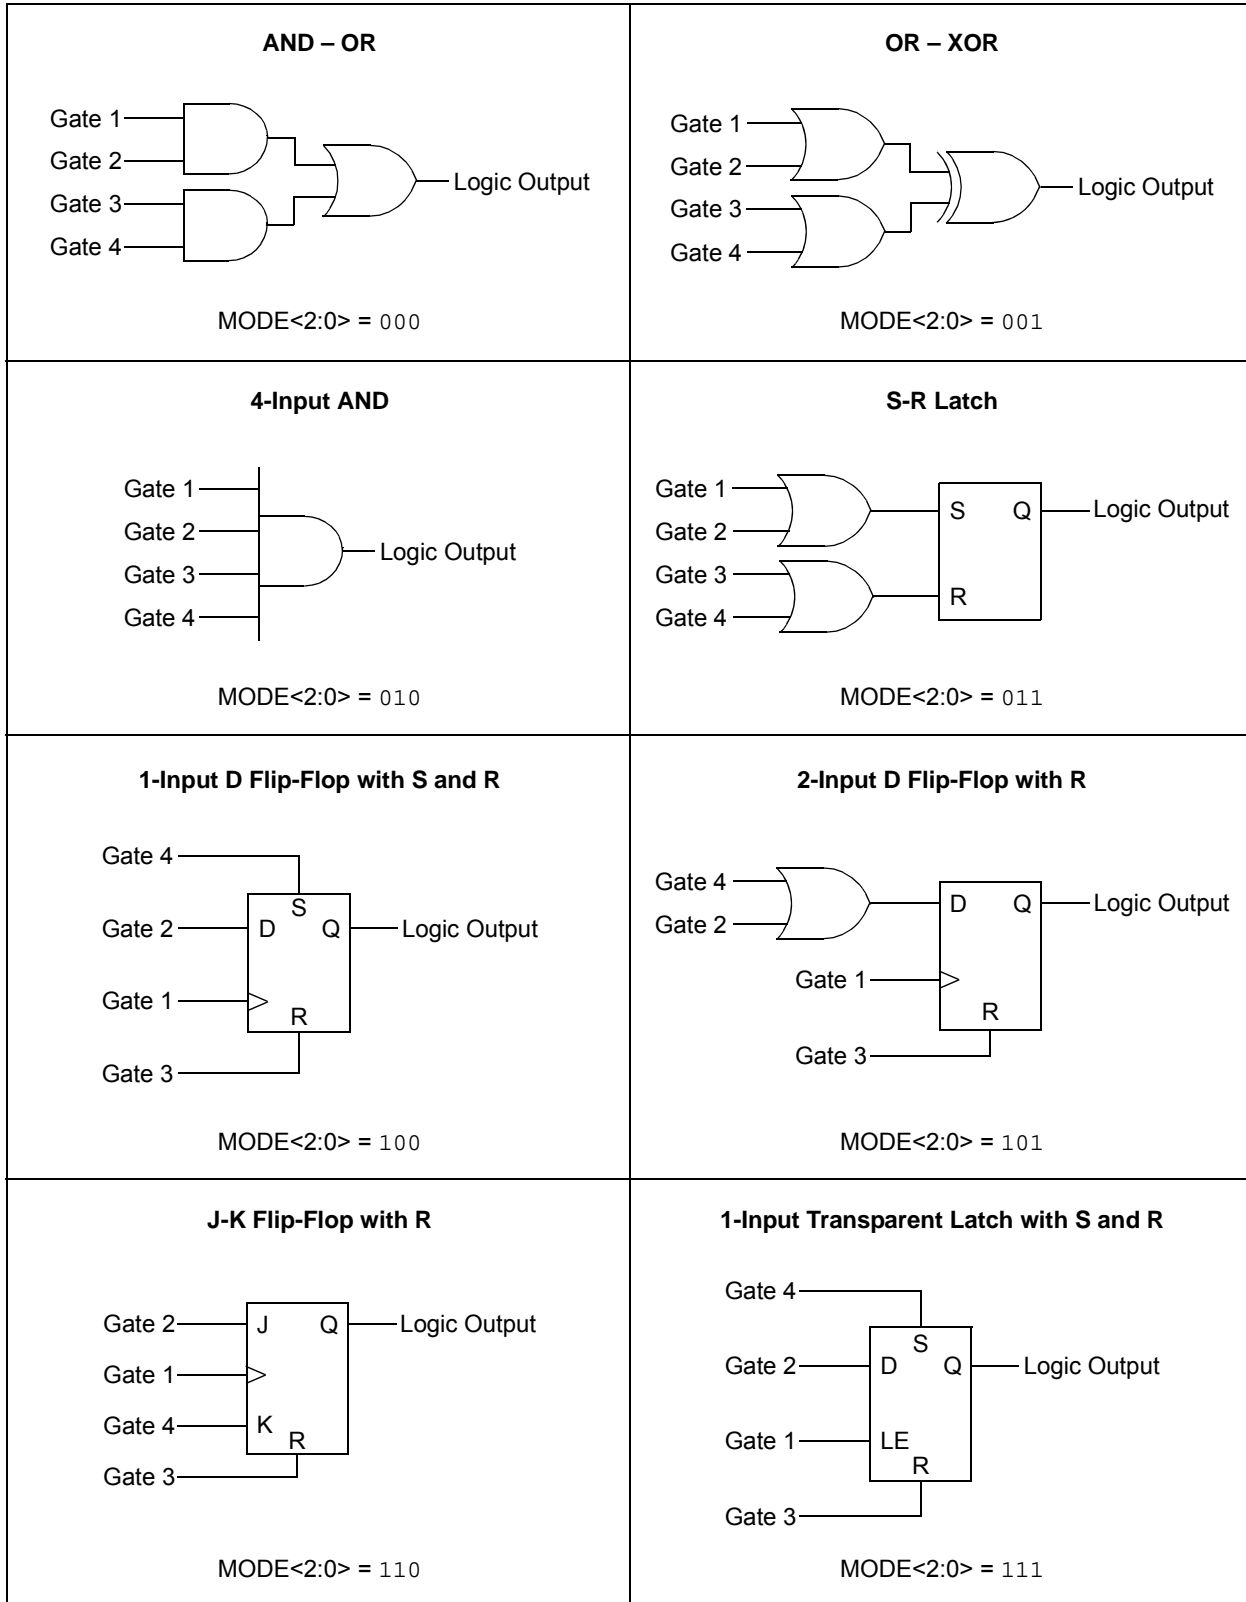 AND – OR
Gate 1
Gate 2
Gate 3
Gate 4
Logic Output
MODE<2:0> = 000
OR – XOR
Gate 1
Gate 2
Gate 3
Gate 4
Logic Output
MODE<2:0> = 001
4-Input AND
Gate 1
Gate 2
Gate 3
Gate 4
Logic Output
MODE<2:0> = 010
S-R Latch
Gate 1
Gate 2
Gate 3
Gate 4
S Q
R
Logic Output
MODE<2:0> = 011
1-Input D Flip-Flop with S and R
Gate 4
S
Gate 2
D Q
Logic Output
Gate 1
R
Gate 3
MODE<2:0> = 100
2-Input D Flip-Flop with R
Gate 4
Gate 2
D Q
Logic Output
Gate 1
R
Gate 3
MODE<2:0> = 101
J-K Flip-Flop with R
Gate 2
J Q
Logic Output
Gate 1
Gate 4
K
R
Gate 3
MODE<2:0> = 110
1-Input Transparent Latch with S and R
Gate 4
S
Gate 2
D Q
Logic Output
Gate 1
LE
R
Gate 3
MODE<2:0> = 111